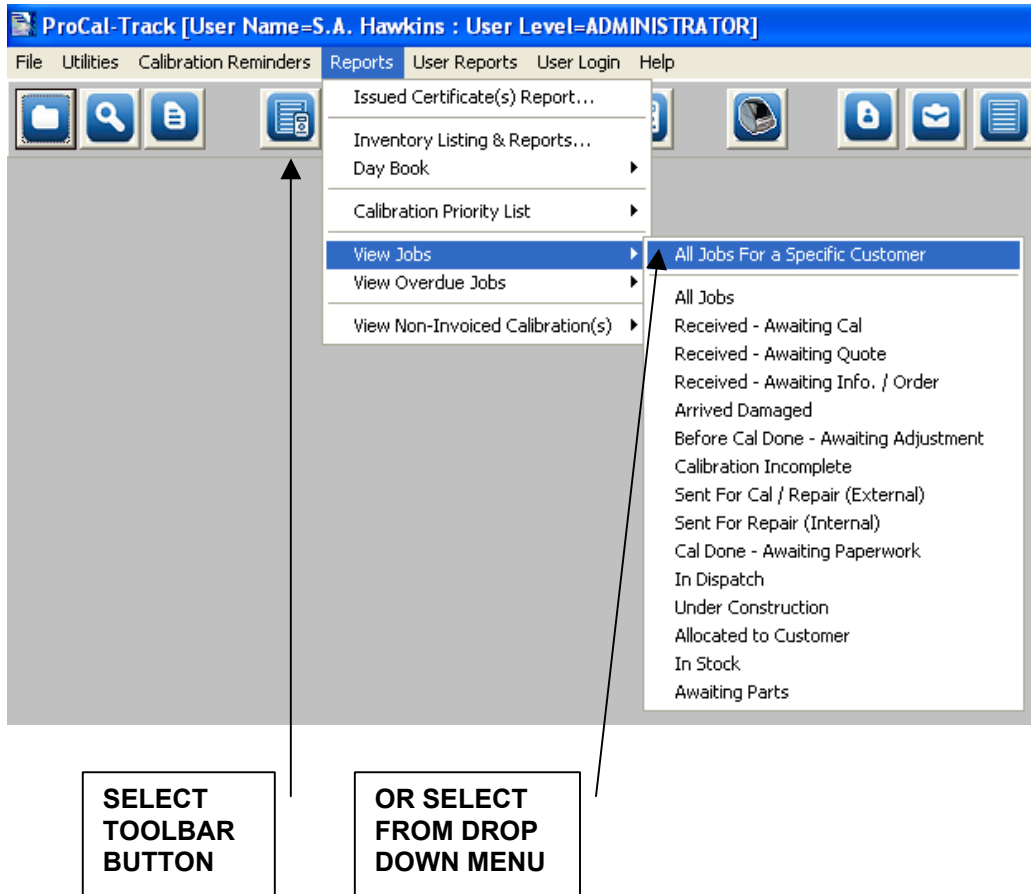 ProCal-Track [User Name=S.A. Hawkins : User Level=ADMINISTRATOR]
File Utilities Calibration Reminders Reports User Reports User Login Help
Issued Certificate(s) Report...
Inventory Listing & Reports...
Day Book
Calibration Priority List
View Jobs
View Overdue Jobs
View Non-Invoiced Calibration(s)
All Jobs For a Specific Customer
All Jobs
Received - Awaiting Cal
Received - Awaiting Quote
Received - Awaiting Info. / Order
Arrived Damaged
Before Cal Done - Awaiting Adjustment
Calibration Incomplete
Sent For Cal / Repair (External)
Sent For Repair (Internal)
Cal Done - Awaiting Paperwork
In Dispatch
Under Construction
Allocated to Customer
In Stock
Awaiting Parts
SELECT
TOOLBAR
BUTTON
OR SELECT
FROM DROP
DOWN MENU